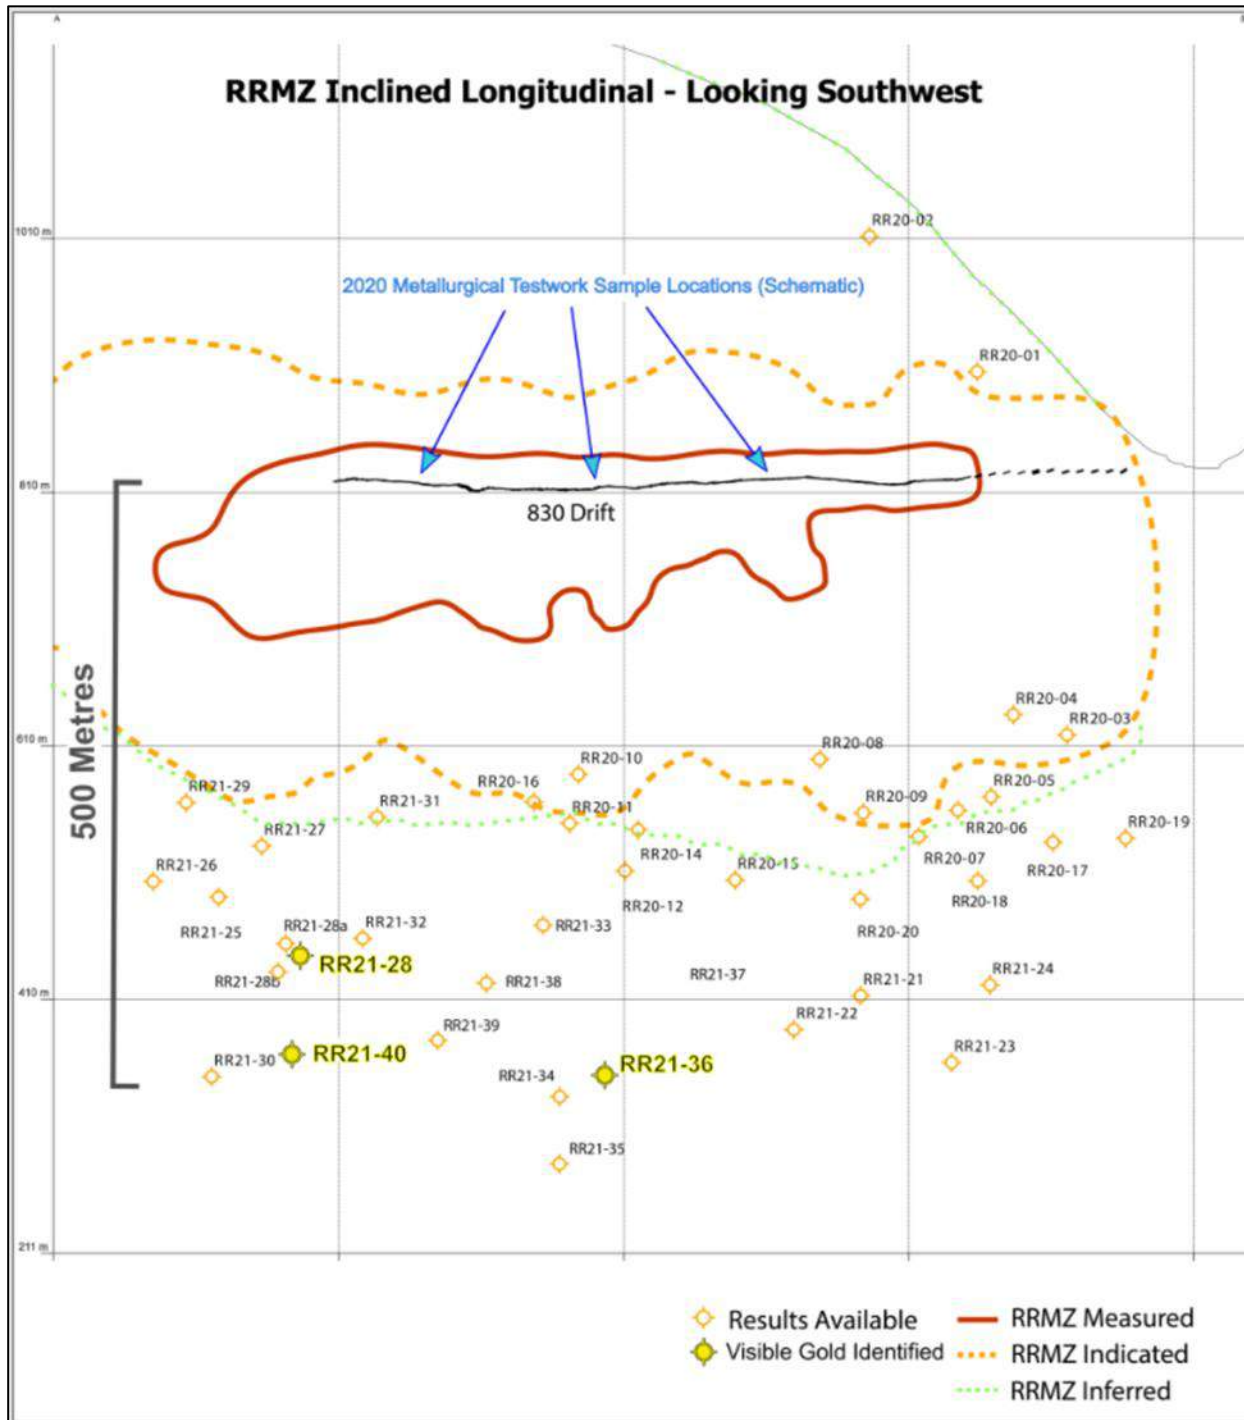 A
RRMZ Inclined Longitudinal - Looking Southwest
RR20-02
1010 m
2020 Metallurgical Testwork Sample Locations (Schematic)
RR20-01
810 m
830 Drift
500 Metres
RR20-04
RR20-03
610 m
RR20-08
RR20-10
RR20-16
RR21-29
RR20-05
RR21-31
RR20-11
RR20-09
RR21-27
RR20-06
RR20-19
RR20-14
RR20-07
RR20-15
RR21-26
RR20-17
RR20-18
RR20-12
RR21-25
RR21-28a
RR21-32
RR21-33
RR20-20
RR21-28
RR21-28b
RR21-38
RR21-37
RR21-21
RR21-24
410 m
RR21-22
RR21-39
RR21-23
RR21-40
RR21-30
RR21-36
RR21-34
RR21-35
211 m
Results Available
Visible Gold Identified
RRMZ Measured
RRMZ Indicated
RRMZ Inferred